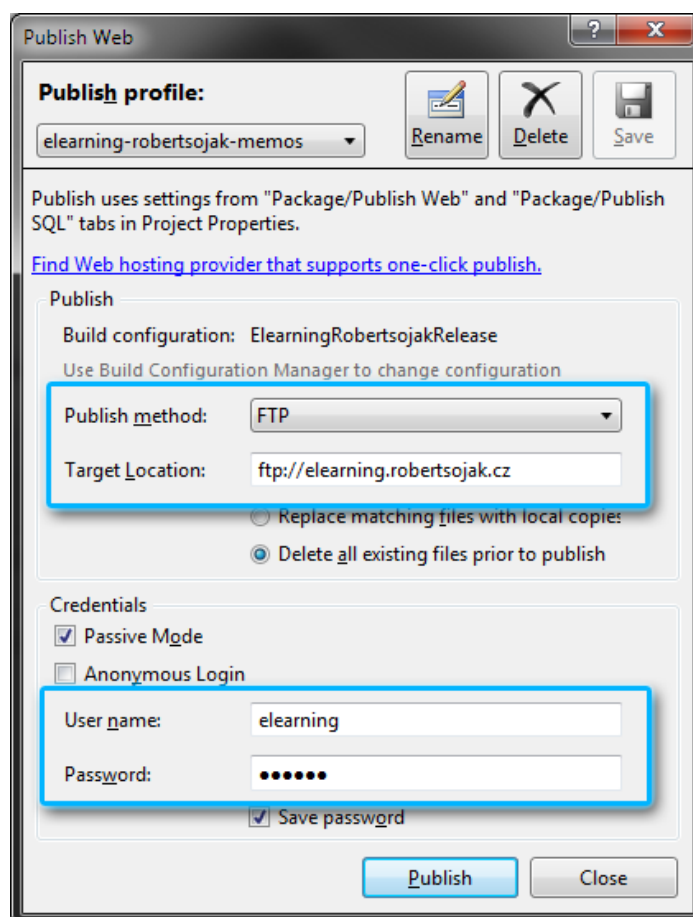 Publish Web
Publish profile:
elearning-robertsojak-memos
Rename
Delete
Save
Publish uses settings from "Package/Publish Web" and "Package/Publish
SQL" tabs in Project Properties.
Find Web hosting provider that supports one-click publish.
Publish
Build configuration: ElearningRobertsojakRelease
Use Build Configuration Manager to change configuration
Publish method: FTP
Target Location: ftp://elearning.robertsojak.cz
Replace matching files with local copies
Delete all existing files prior to publish
Credentials
Passive Mode
Anonymous Login
User name: elearning
Password: ●●●●●●
Save password
Publish Close